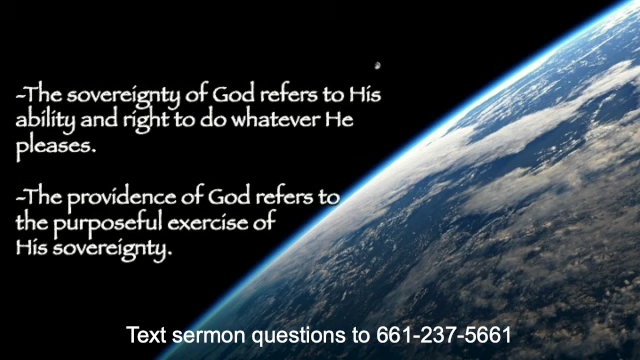 -The sovereignty of God refers to His
ability and right to do whatever He
pleases.
-The providence of God refers to
the purposeful exercise of
His sovereignty.
Text sermon questions to 661-237-5661